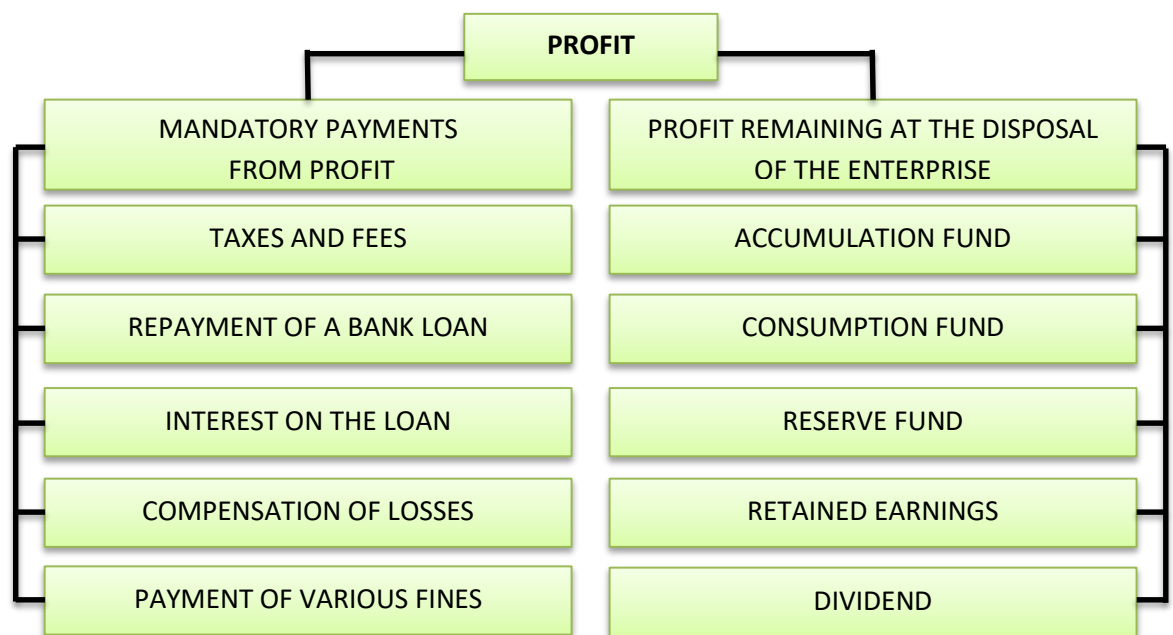 PROFIT
MANDATORY PAYMENTS
FROM PROFIT
TAXES AND FEES
REPAYMENT OF A BANK LOAN
INTEREST ON THE LOAN
COMPENSATION OF LOSSES
PAYMENT OF VARIOUS FINES
PROFIT REMAINING AT THE DISPOSAL
OF THE ENTERPRISE
ACCUMULATION FUND
CONSUMPTION FUND
RESERVE FUND
RETAINED EARNINGS
DIVIDEND